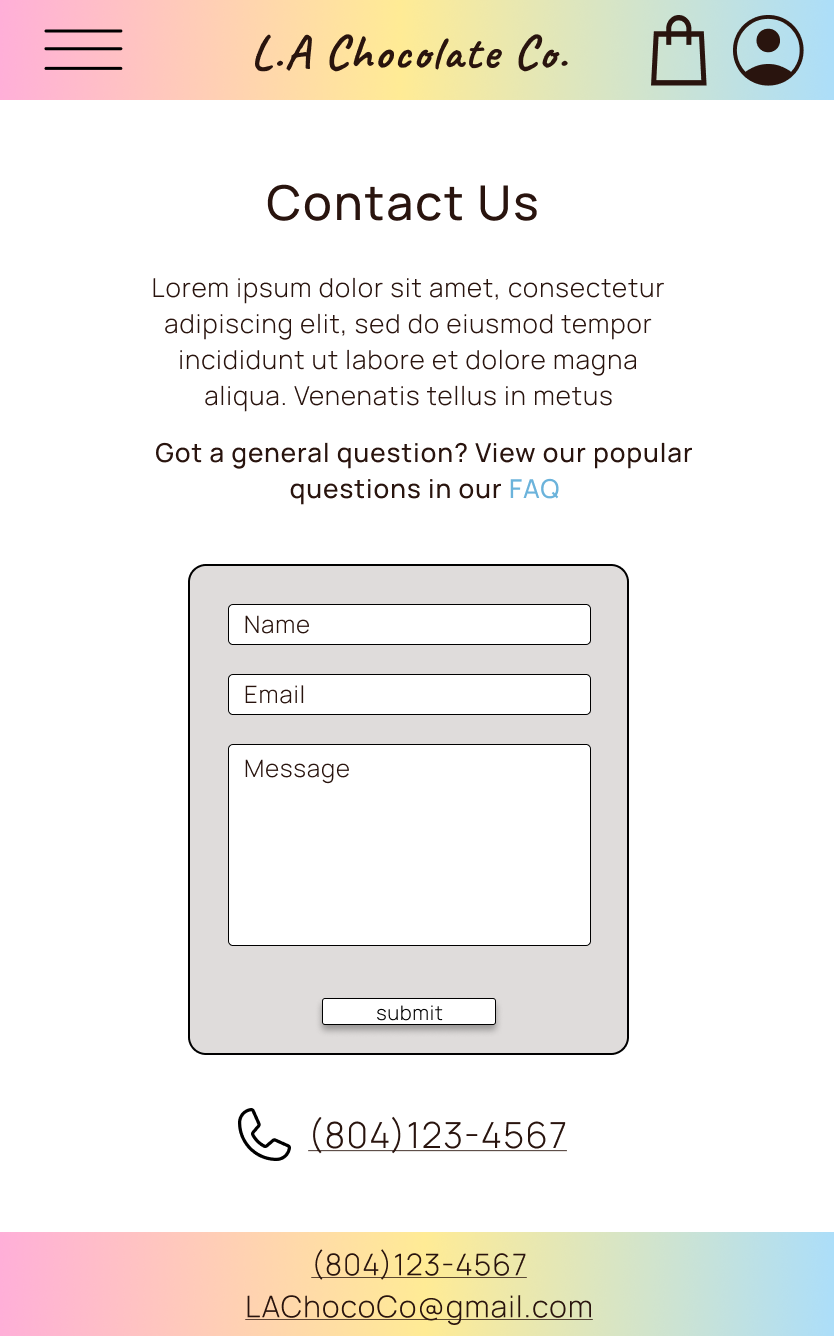 L.A Chocolate Co.
Contact Us
Lorem ipsum dolor sit amet, consectetur
adipiscing elit, sed do eiusmod tempor
incididunt ut labore et dolore magna
aliqua. Venenatis tellus in metus
Got a general question? View our popular
questions in our FAQ
Name
Email
Message
submit
(804)123-4567
(804)123-4567
LAChocoCo@gmail.com